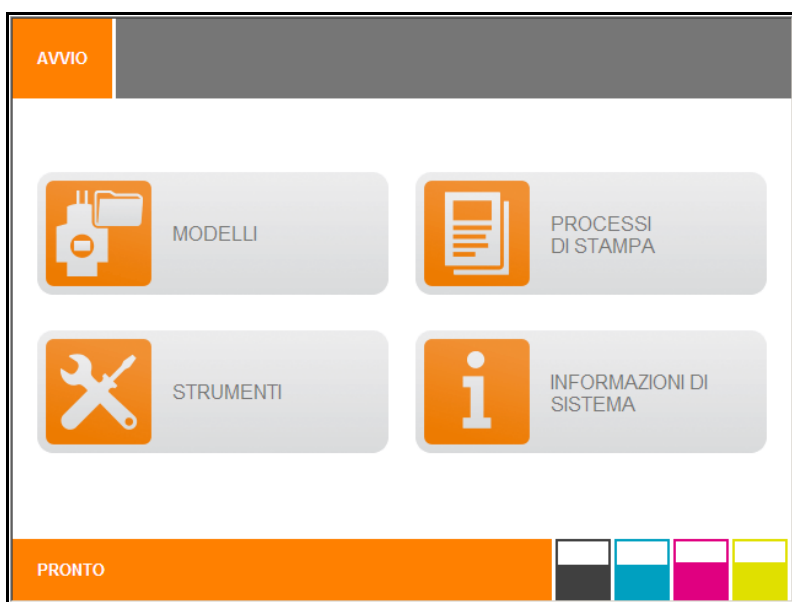 AVVIO
MODELLI
PROCESSI
DI STAMPA
STRUMENTI
INFORMAZIONI DI
SISTEMA
PRONTO